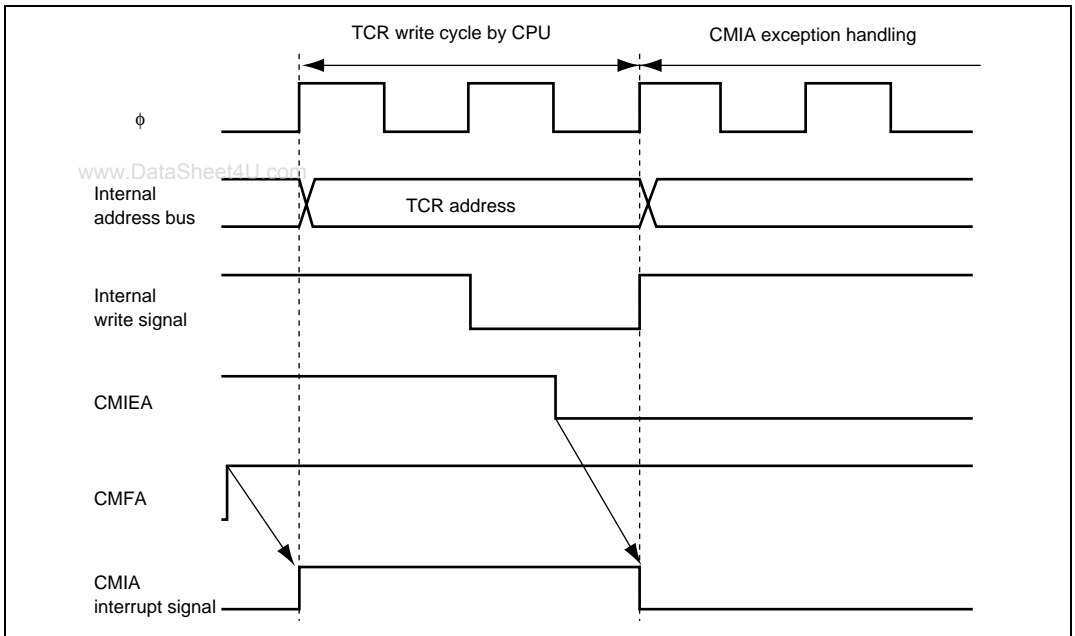 TCR write cycle by CPU
CMIA exception handling
φ
www.DataSheet4U.com
Internal
address bus
TCR address
Internal
write signal
CMIEA
CMFA
CMIA
interrupt signal